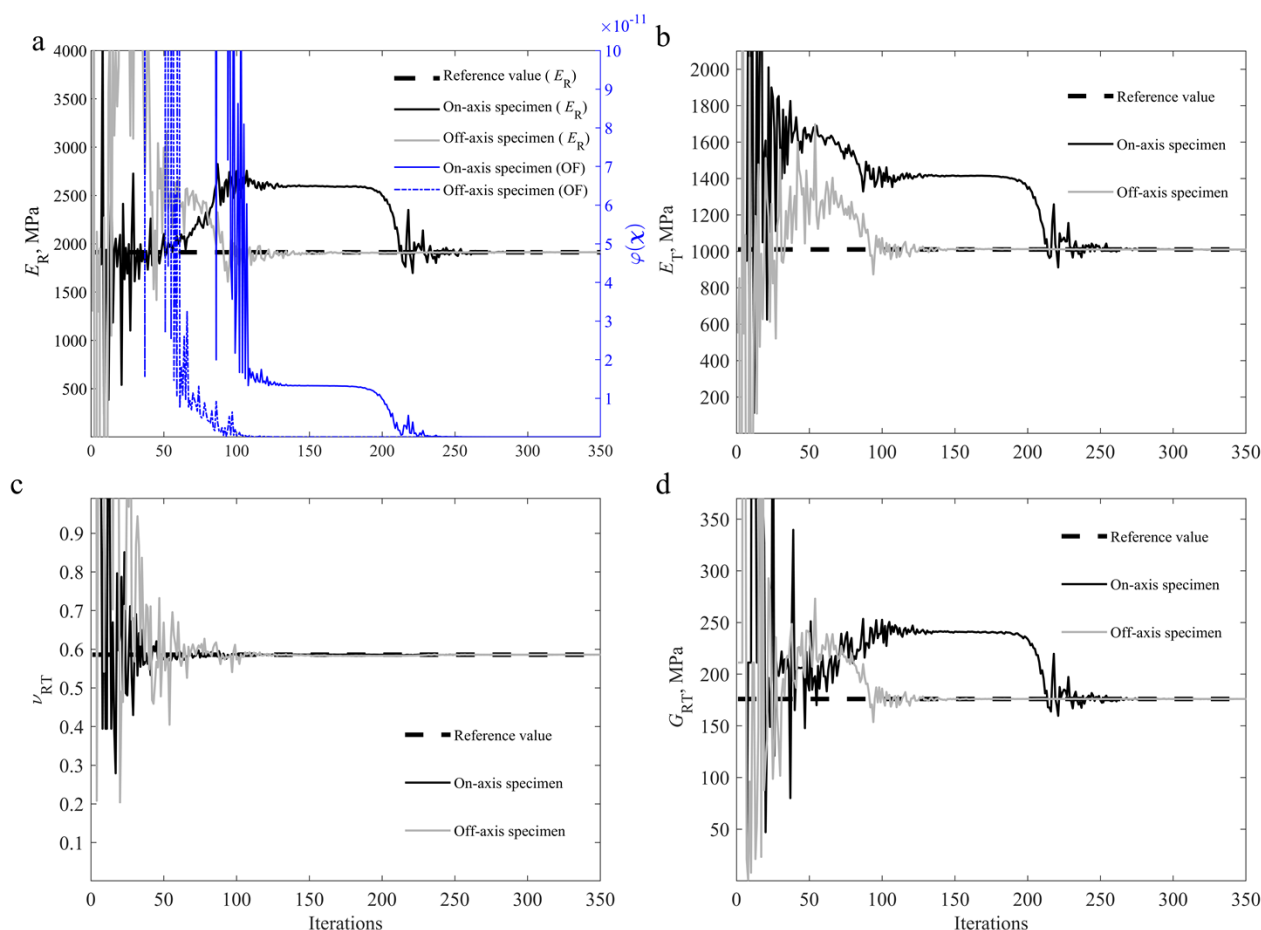 a
×10⁻¹¹
4000
3500
3000
2500
2000
1500
1000
500
E_R, MPa
10
9
8
7
6
5
4
3
2
1
φ(χ)
Reference value ( E_R)
On-axis specimen ( E_R)
Off-axis specimen ( E_R)
On-axis specimen (OF)
Off-axis specimen (OF)
0 50 100 150 200 250 300 350
b
2000
1800
1600
1400
1200
1000
800
600
400
200
E_T, MPa
Reference value
On-axis specimen
Off-axis specimen
0 50 100 150 200 250 300 350
c
0.9
0.8
0.7
0.6
0.5
0.4
0.3
0.2
0.1
ν_RT
Reference value
On-axis specimen
Off-axis specimen
0 50 100 150 200 250 300 350
Iterations
d
350
300
250
200
150
100
50
G_RT, MPa
Reference value
On-axis specimen
Off-axis specimen
0 50 100 150 200 250 300 350
Iterations